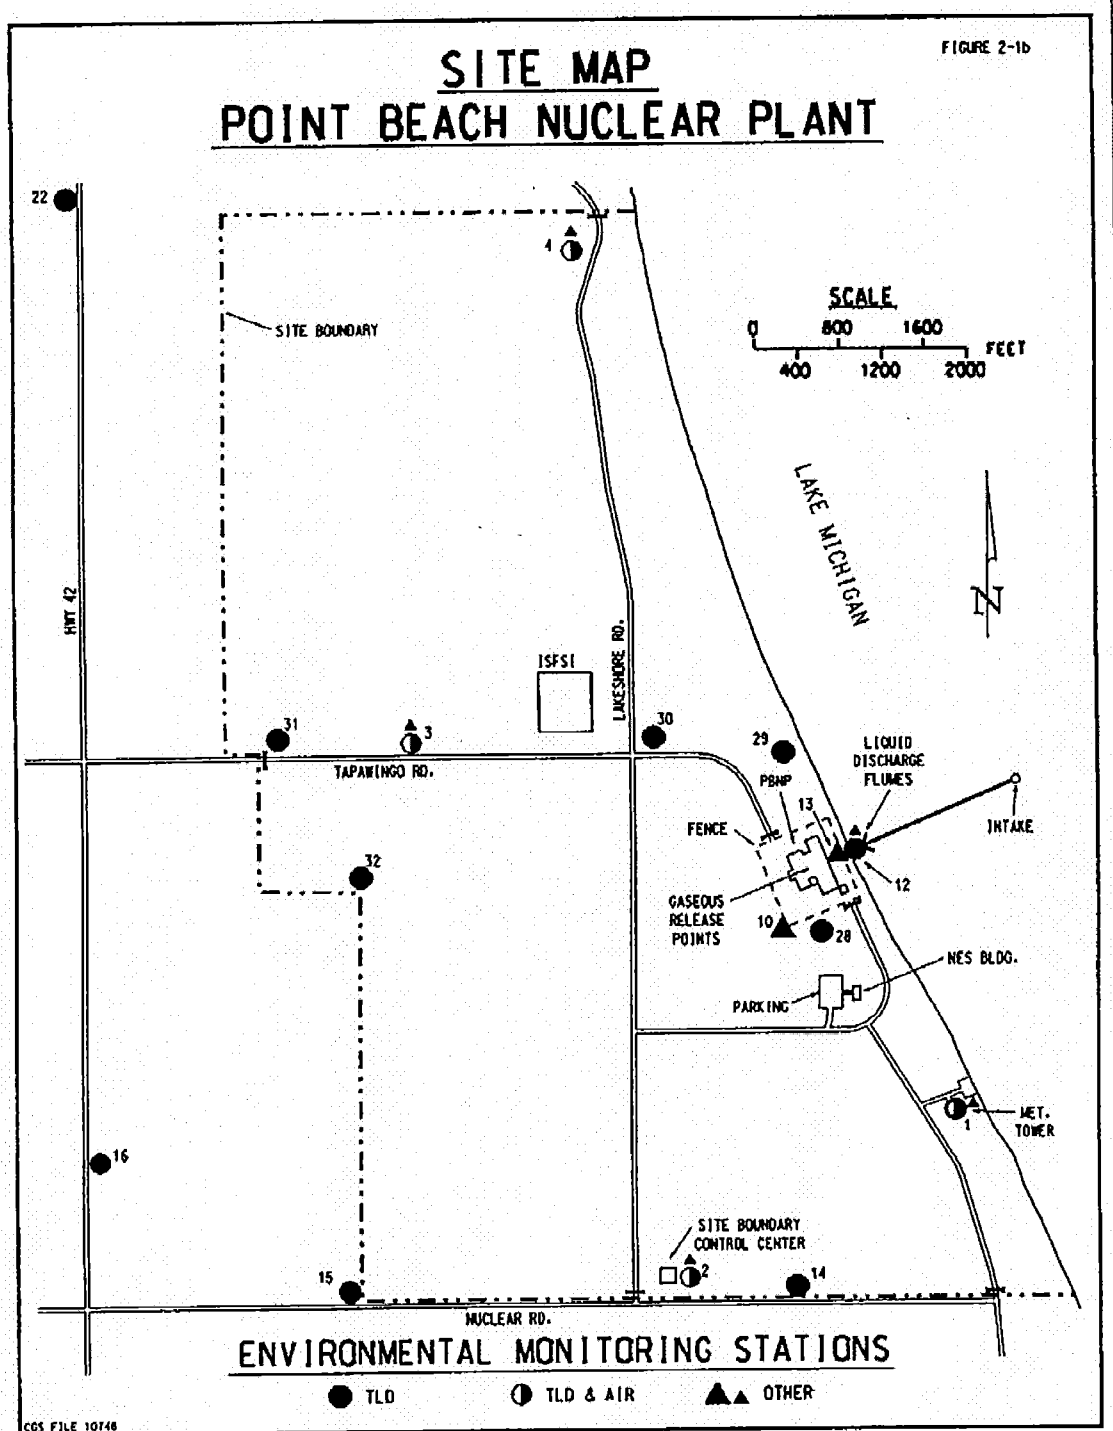 FIGURE 2-1b
SITE MAP
POINT BEACH NUCLEAR PLANT
22
4
SITE BOUNDARY
SCALE
0 800 1600
FEET
400 1200 2000
LAKE MICHIGAN
N
HWY 42
LAKESHORE RD.
ISFSI
31
3
30
29
TAPAWINGO RD.
PBNP
LIQUID
DISCHARGE
FLUMES
13
FENCE
INTAKE
32
12
GASEOUS
RELEASE
POINTS
10
28
NES BLDG.
PARKING
1
MET.
TOWER
16
SITE BOUNDARY
CONTROL CENTER
2
14
15
NUCLEAR RD.
ENVIRONMENTAL MONITORING STATIONS
TLD
TLD & AIR
OTHER
CGS FILE 10746